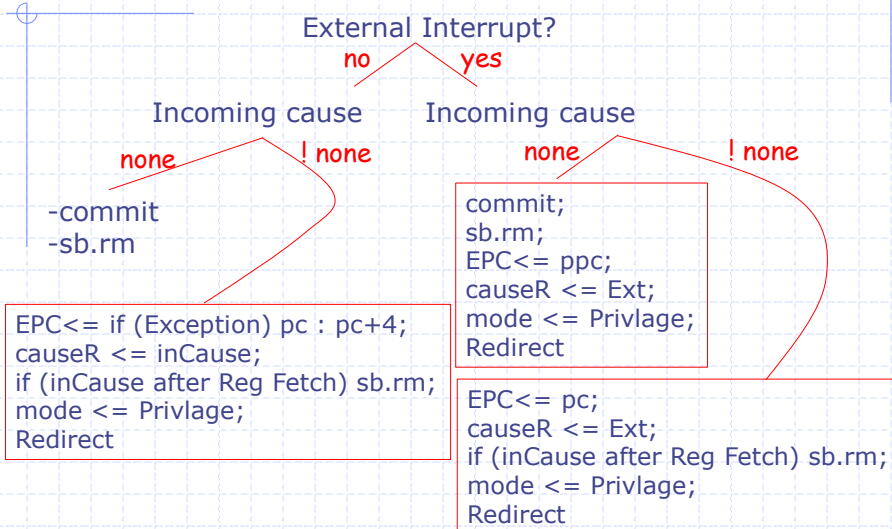 External Interrupt?
no
yes
Incoming cause
Incoming cause
none
! none
none
! none
-commit
-sb.rm
EPC<= if (Exception) pc : pc+4;
causeR <= inCause;
if (inCause after Reg Fetch) sb.rm;
mode <= Privlage;
Redirect
commit;
sb.rm;
EPC<= ppc;
causeR <= Ext;
mode <= Privlage;
Redirect
EPC<= pc;
causeR <= Ext;
if (inCause after Reg Fetch) sb.rm;
mode <= Privlage;
Redirect